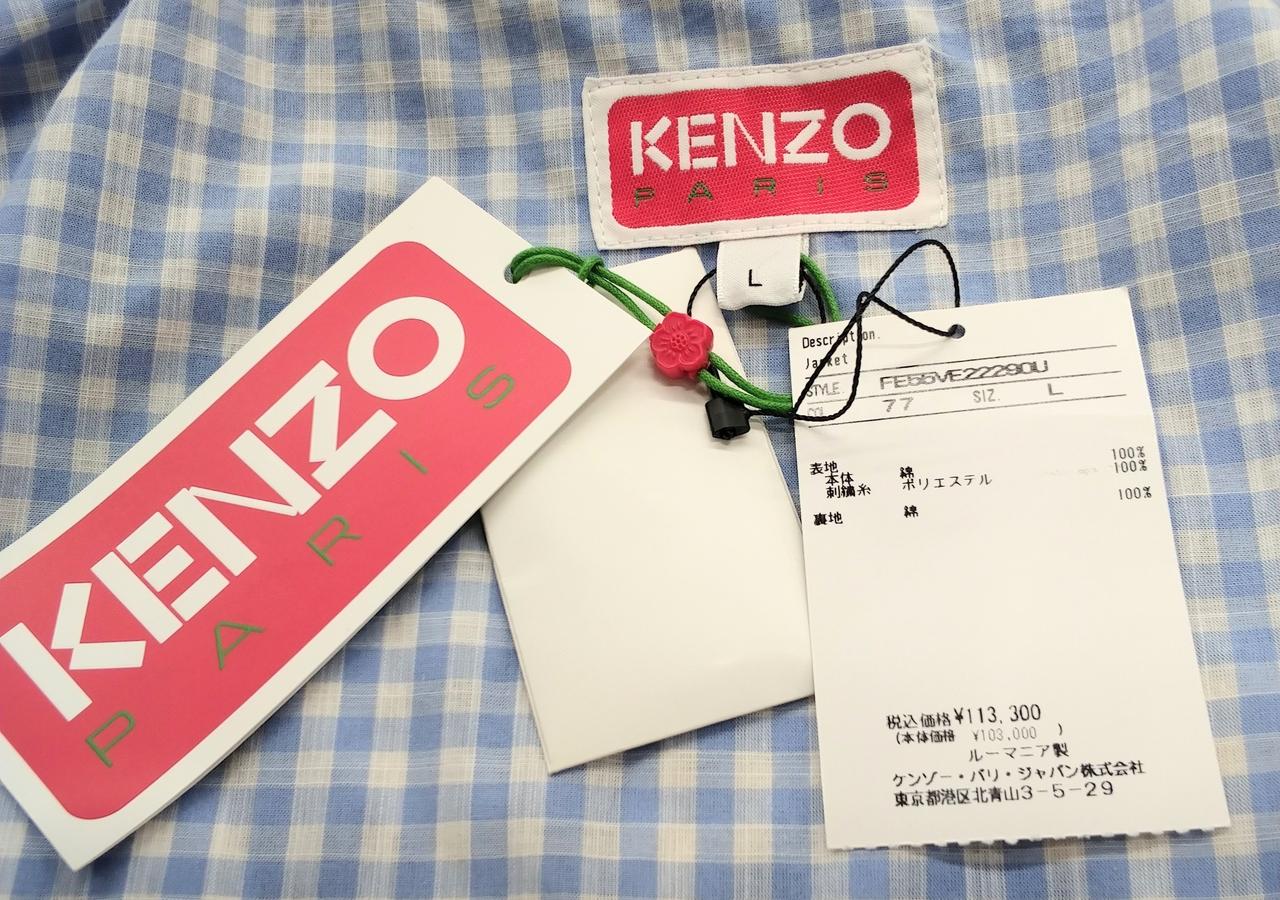 KENZO
PARIS
L
KENZO
PARIS
Description.
Jacket
STYLE. FE55VE22290U
COL. 77 SIZ. L
表地
本体 綿 100%
刺繍糸 ポリエステル 100%
裏地 綿 100%
税込価格¥113,300
(本体価格 ¥103,000 )
ルーマニア製
ケンゾー・パリ・ジャパン株式会社
東京都港区北青山3-5-29